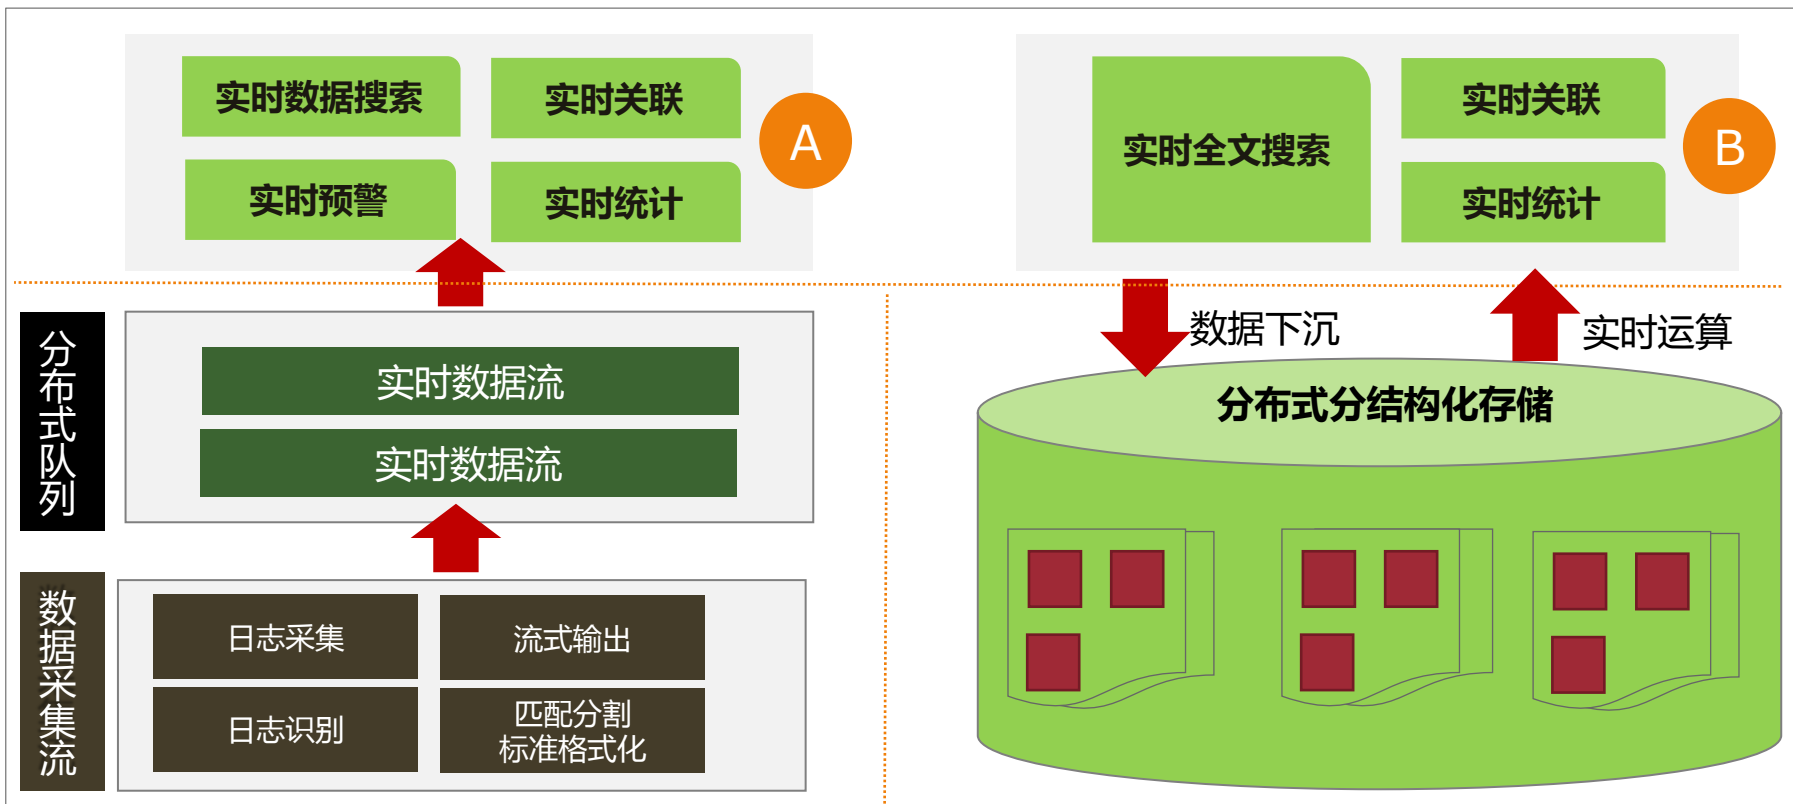 实时数据搜索
实时关联
实时预警
实时统计
A
实时全文搜索
实时关联
实时统计
B
分布式队列
实时数据流
实时数据流
数据下沉
实时运算
分布式分结构化存储
数据采集流
日志采集
流式输出
日志识别
匹配分割
标准格式化